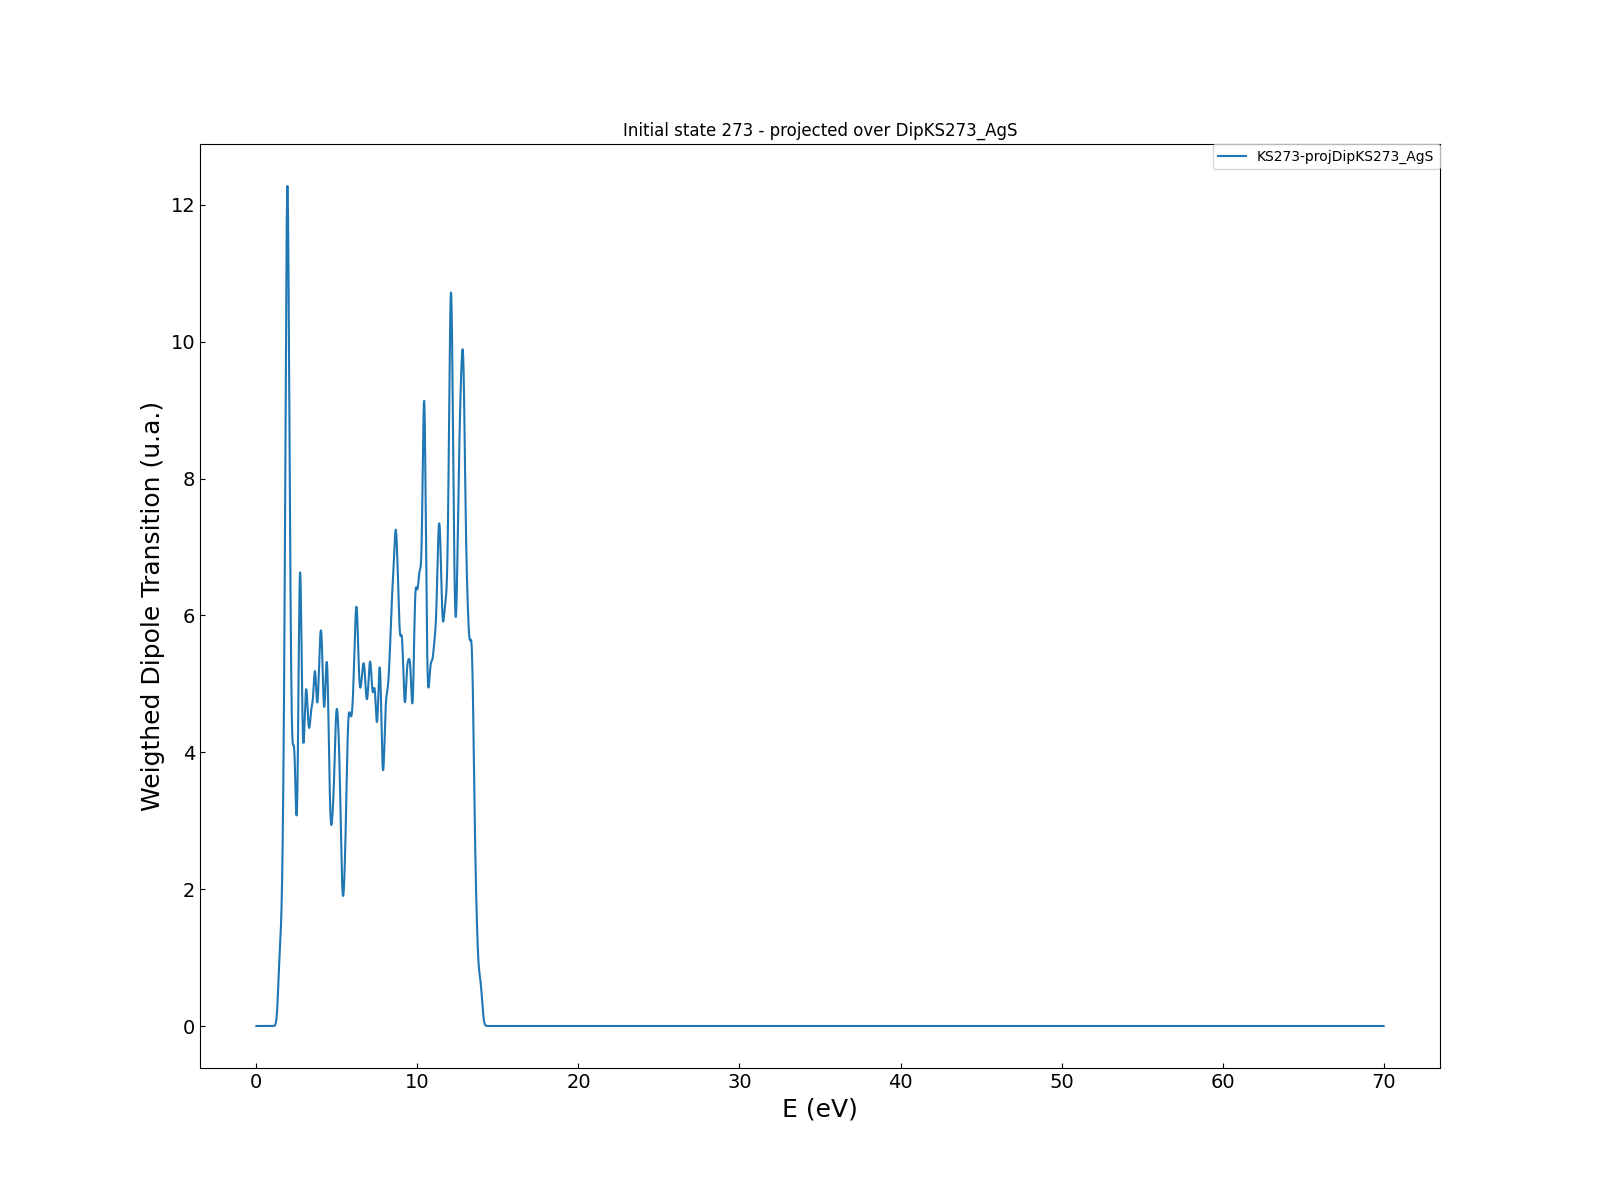 Initial state 273 - projected over DipKS273_AgS
KS273-projDipKS273_AgS
Weigthed Dipole Transition (u.a.)
12
10
8
6
4
2
0
0 10 20 30 40 50 60 70
E (eV)